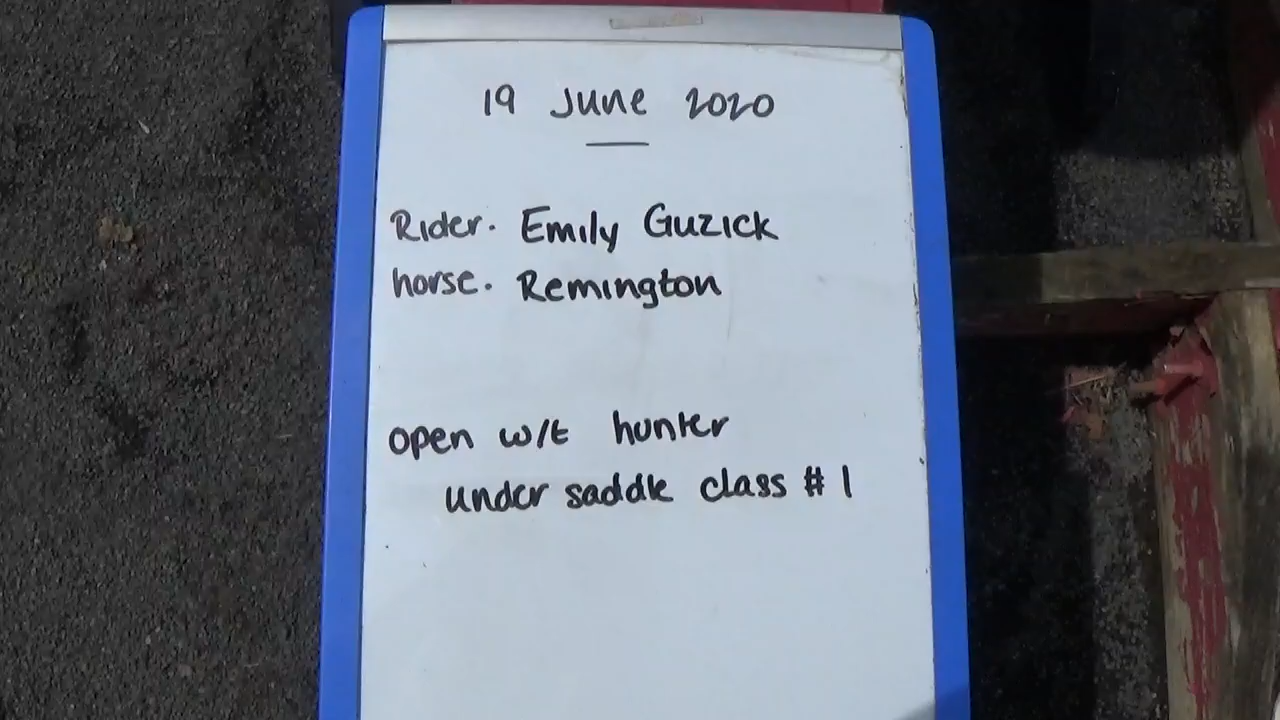 19 June 2020
Rider. Emily Guzick
horse. Remington
open w/t hunter
under saddle class #1